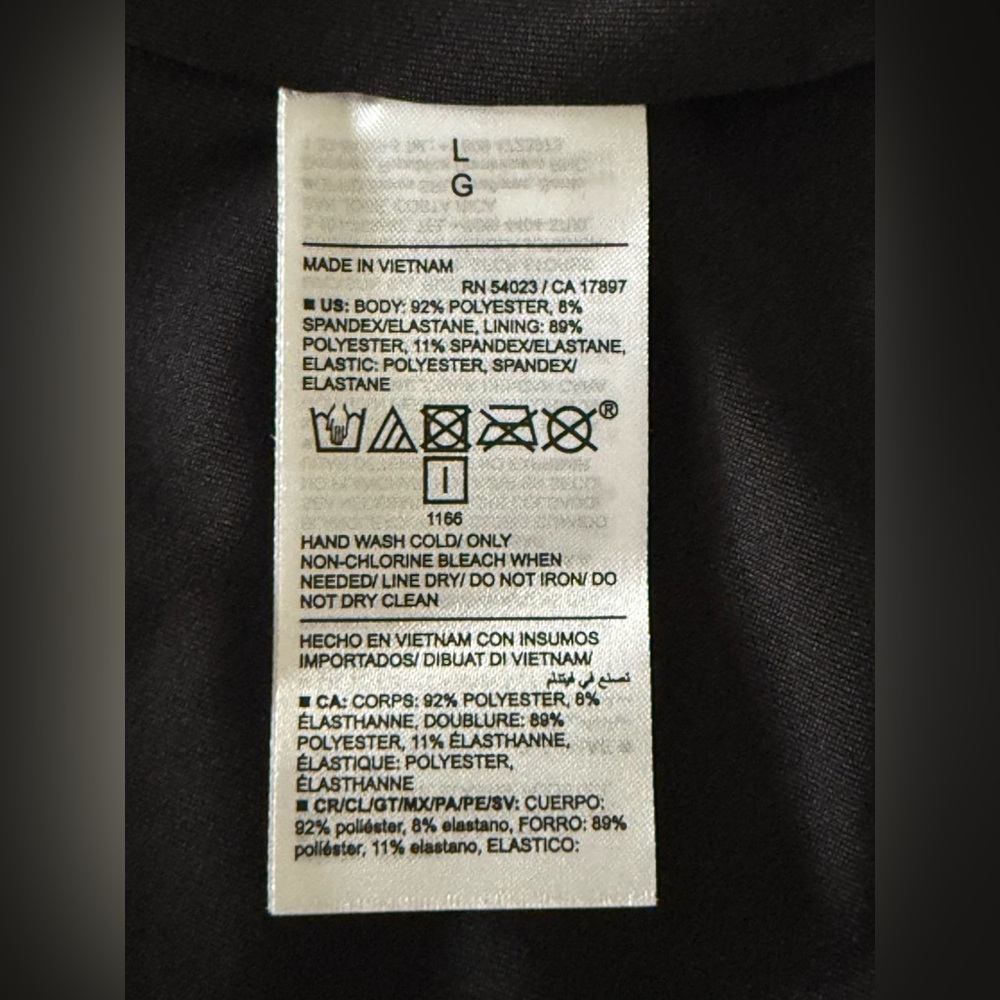 L
G
MADE IN VIETNAM
RN 54023 / CA 17897
■ US: BODY: 92% POLYESTER, 8%
SPANDEX/ELASTANE, LINING: 89%
POLYESTER, 11% SPANDEX/ELASTANE,
ELASTIC: POLYESTER, SPANDEX/
ELASTANE
®
1166
HAND WASH COLD/ ONLY
NON-CHLORINE BLEACH WHEN
NEEDED/ LINE DRY/ DO NOT IRON/ DO
NOT DRY CLEAN
HECHO EN VIETNAM CON INSUMOS
IMPORTADOS/ DIBUAT DI VIETNAM/
تصنع في فيتنام
■ CA: CORPS: 92% POLYESTER, 8%
ÉLASTHANNE, DOUBLURE: 89%
POLYESTER, 11% ÉLASTHANNE,
ÉLASTIQUE: POLYESTER,
ÉLASTHANNE
■ CR/CL/GT/MX/PA/PE/SV: CUERPO:
92% poliéster, 8% elastano, FORRO: 89%
poliéster, 11% elastano, ELASTICO: